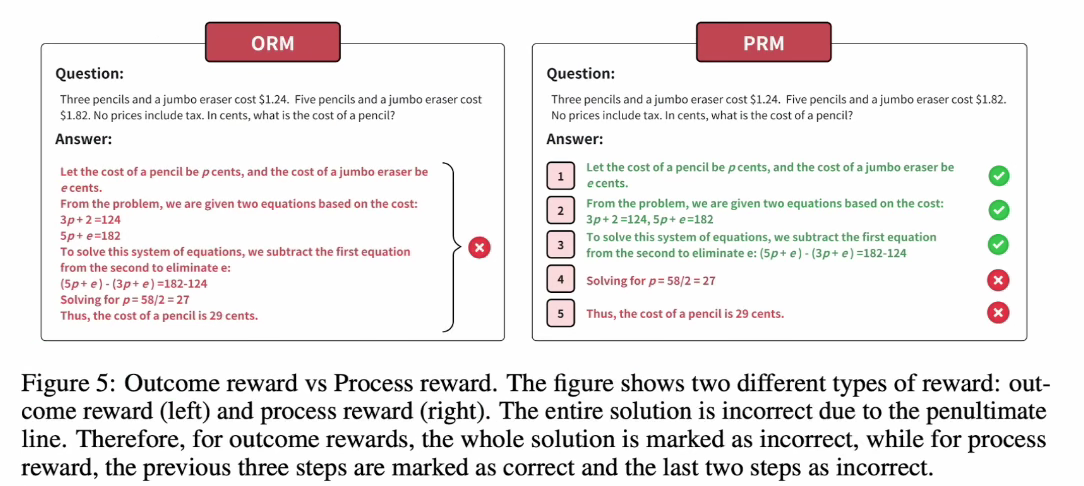 ORM
Question:
Three pencils and a jumbo eraser cost $1.24. Five pencils and a jumbo eraser cost
$1.82. No prices include tax. In cents, what is the cost of a pencil?
Answer:
Let the cost of a pencil be p cents, and the cost of a jumbo eraser be
e cents.
From the problem, we are given two equations based on the cost:
3p + 2 =124
5p + e =182
To solve this system of equations, we subtract the first equation
from the second to eliminate e:
(5p + e ) - (3p + e ) =182-124
Solving for p = 58/2 = 27
Thus, the cost of a pencil is 29 cents.
PRM
Question:
Three pencils and a jumbo eraser cost $1.24. Five pencils and a jumbo eraser cost $1.82.
No prices include tax. In cents, what is the cost of a pencil?
Answer:
1
Let the cost of a pencil be p cents, and the cost of a jumbo eraser be
e cents.
2
From the problem, we are given two equations based on the cost:
3p + 2 =124, 5p + e =182
3
To solve this system of equations, we subtract the first equation
from the second to eliminate e: (5p + e ) - (3p + e ) =182-124
4
Solving for p = 58/2 = 27
5
Thus, the cost of a pencil is 29 cents.
Figure 5: Outcome reward vs Process reward. The figure shows two different types of reward: out-
come reward (left) and process reward (right). The entire solution is incorrect due to the penultimate
line. Therefore, for outcome rewards, the whole solution is marked as incorrect, while for process
reward, the previous three steps are marked as correct and the last two steps as incorrect.